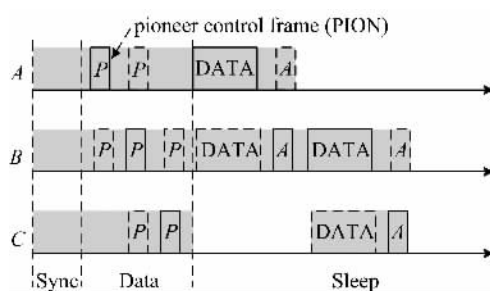 pioneer control frame (PION)
A P P DATA A
B P P P DATA A DATA A
C P P DATA A
Sync Data Sleep